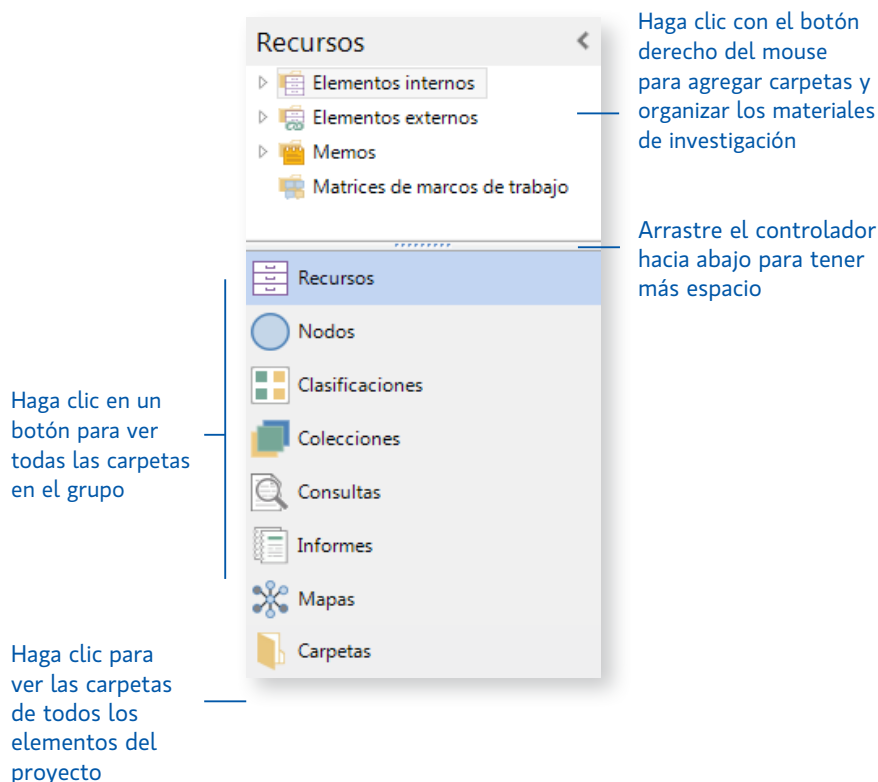 Recursos
Elementos internos
Elementos externos
Memos
Matrices de marcos de trabajo
Haga clic con el botón
derecho del mouse
para agregar carpetas y
organizar los materiales
de investigación
Arrastre el controlador
hacia abajo para tener
más espacio
Recursos
Nodos
Clasificaciones
Colecciones
Consultas
Informes
Mapas
Carpetas
Haga clic en un
botón para ver
todas las carpetas
en el grupo
Haga clic para
ver las carpetas
de todos los
elementos del
proyecto